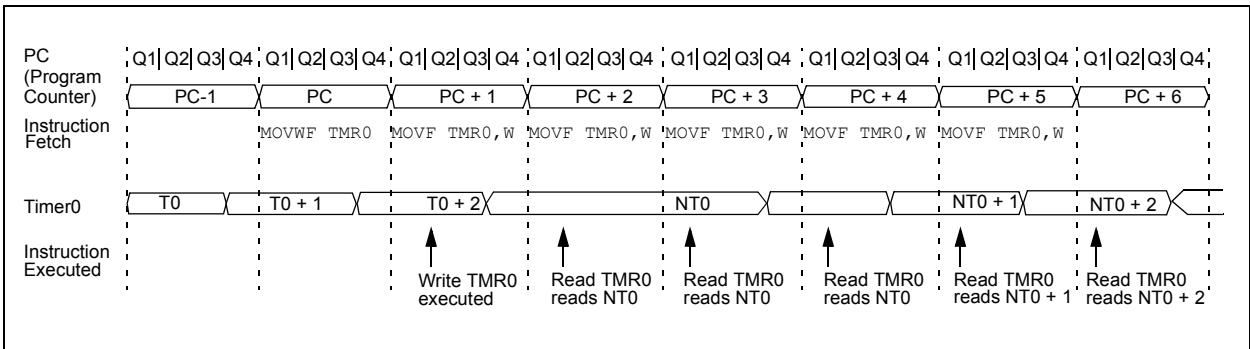 PC
(Program
Counter)
Q1 Q2 Q3 Q4 Q1 Q2 Q3 Q4 Q1 Q2 Q3 Q4 Q1 Q2 Q3 Q4 Q1 Q2 Q3 Q4 Q1 Q2 Q3 Q4 Q1 Q2 Q3 Q4 Q1 Q2 Q3 Q4
PC-1 PC PC + 1 PC + 2 PC + 3 PC + 4 PC + 5 PC + 6
Instruction
Fetch
MOVWF TMR0 MOVF TMR0,W MOVF TMR0,W MOVF TMR0,W MOVF TMR0,W MOVF TMR0,W
Timer0 T0 T0 + 1 T0 + 2 NT0 NT0 + 1 NT0 + 2
Instruction
Executed
Write TMR0
executed
Read TMR0
reads NT0
Read TMR0
reads NT0
Read TMR0
reads NT0
Read TMR0
reads NT0 + 1
Read TMR0
reads NT0 + 2